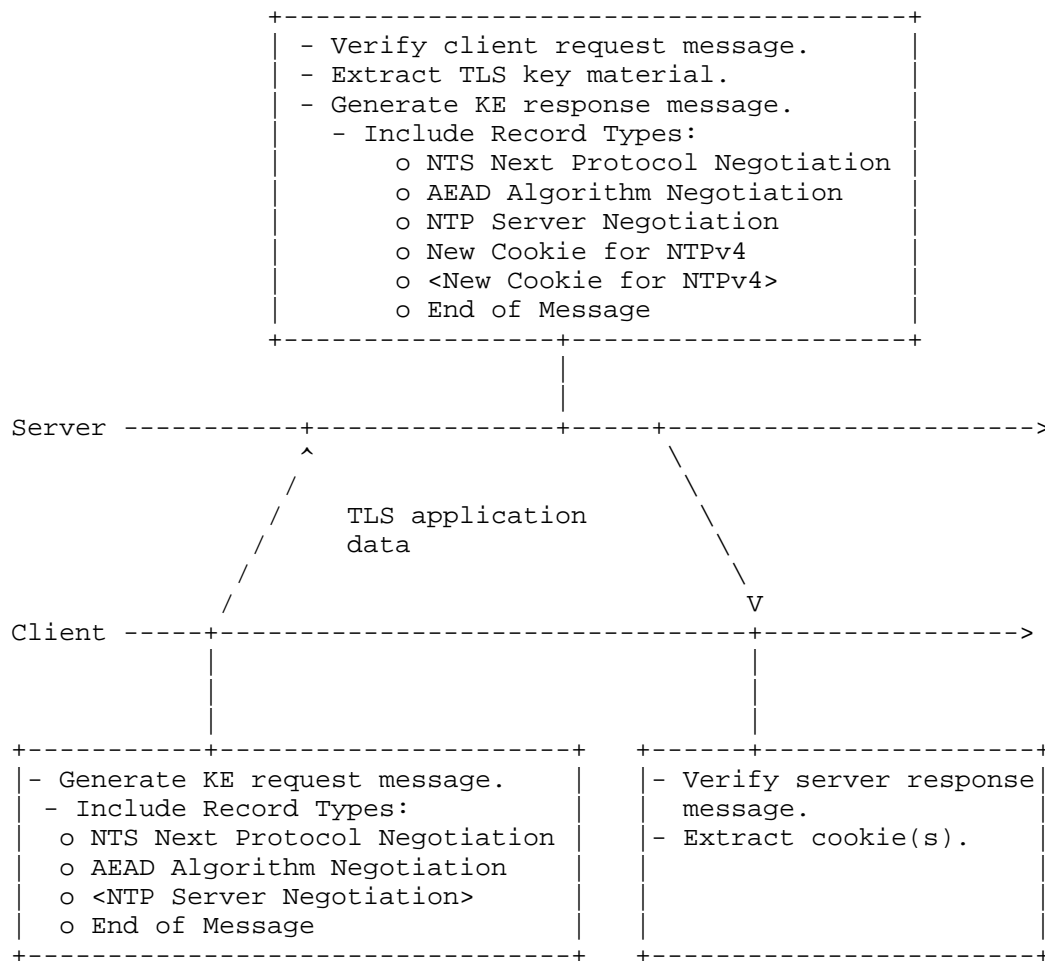 - Verify client request message.
- Extract TLS key material.
- Generate KE response message.
- Include Record Types:
o NTS Next Protocol Negotiation
o AEAD Algorithm Negotiation
o NTP Server Negotiation
o New Cookie for NTPv4
o <New Cookie for NTPv4>
o End of Message
Server
TLS application
data
Client
- Generate KE request message.
- Include Record Types:
o NTS Next Protocol Negotiation
o AEAD Algorithm Negotiation
o <NTP Server Negotiation>
o End of Message
- Verify server response
message.
- Extract cookie(s).